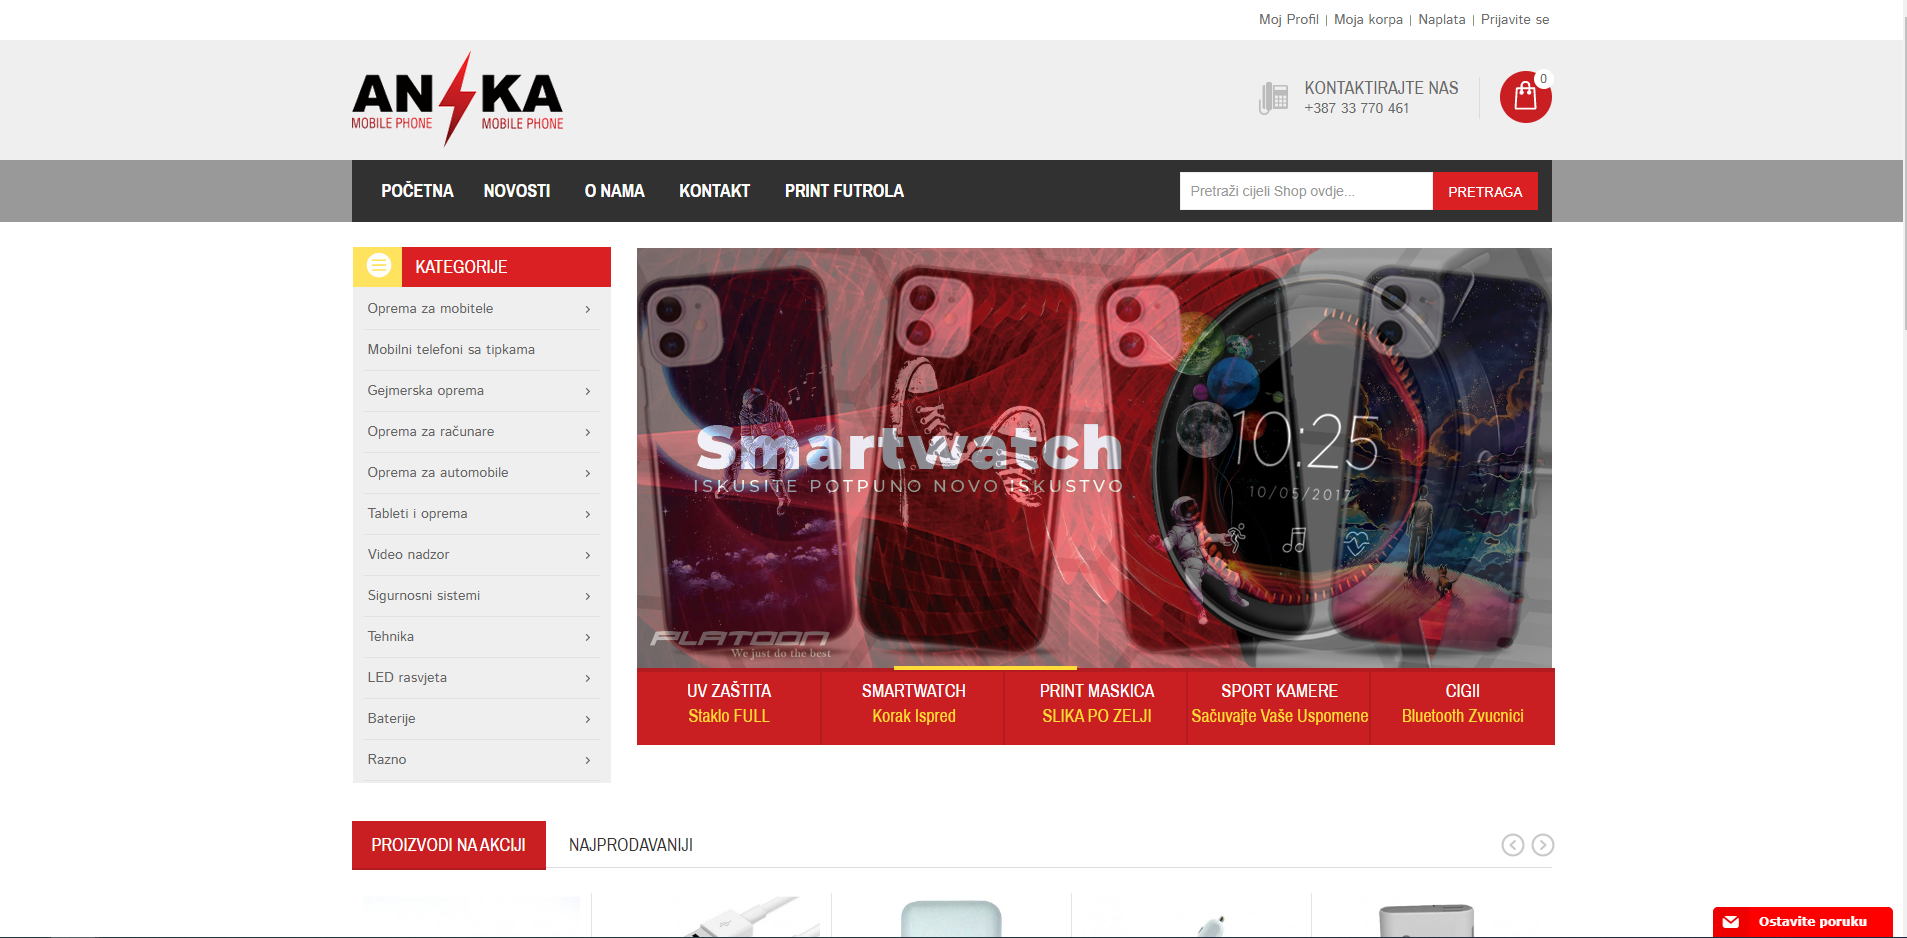 Moj Profil | Moja korpa | Naplata | Prijavite se
AN KA
MOBILE PHONE MOBILE PHONE
KONTAKTIRAJTE NAS
+387 33 770 461
0
POČETNA NOVOSTI O NAMA KONTAKT PRINT FUTROLA
Pretraži cijeli Shop ovdje...
PRETRAGA
KATEGORIJE
Oprema za mobitele
Mobilni telefoni sa tipkama
Gejmerska oprema
Oprema za računare
Oprema za automobile
Tableti i oprema
Video nadzor
Sigurnosni sistemi
Tehnika
LED rasvjeta
Baterije
Razno
Smartwatch
ISKUSITE POTPUNO NOVO ISKUSTVO
10:25
10/05/2017
PLATOON
We just do the best
UV ZAŠTITA
Staklo FULL
SMARTWATCH
Korak Ispred
PRINT MASKICA
SLIKA PO ZELJI
SPORT KAMERE
Sačuvajte Vaše Uspomene
CIGII
Bluetooth Zvucnici
PROIZVODI NA AKCIJI
NAJPRODAVANIJI
Ostavite poruku